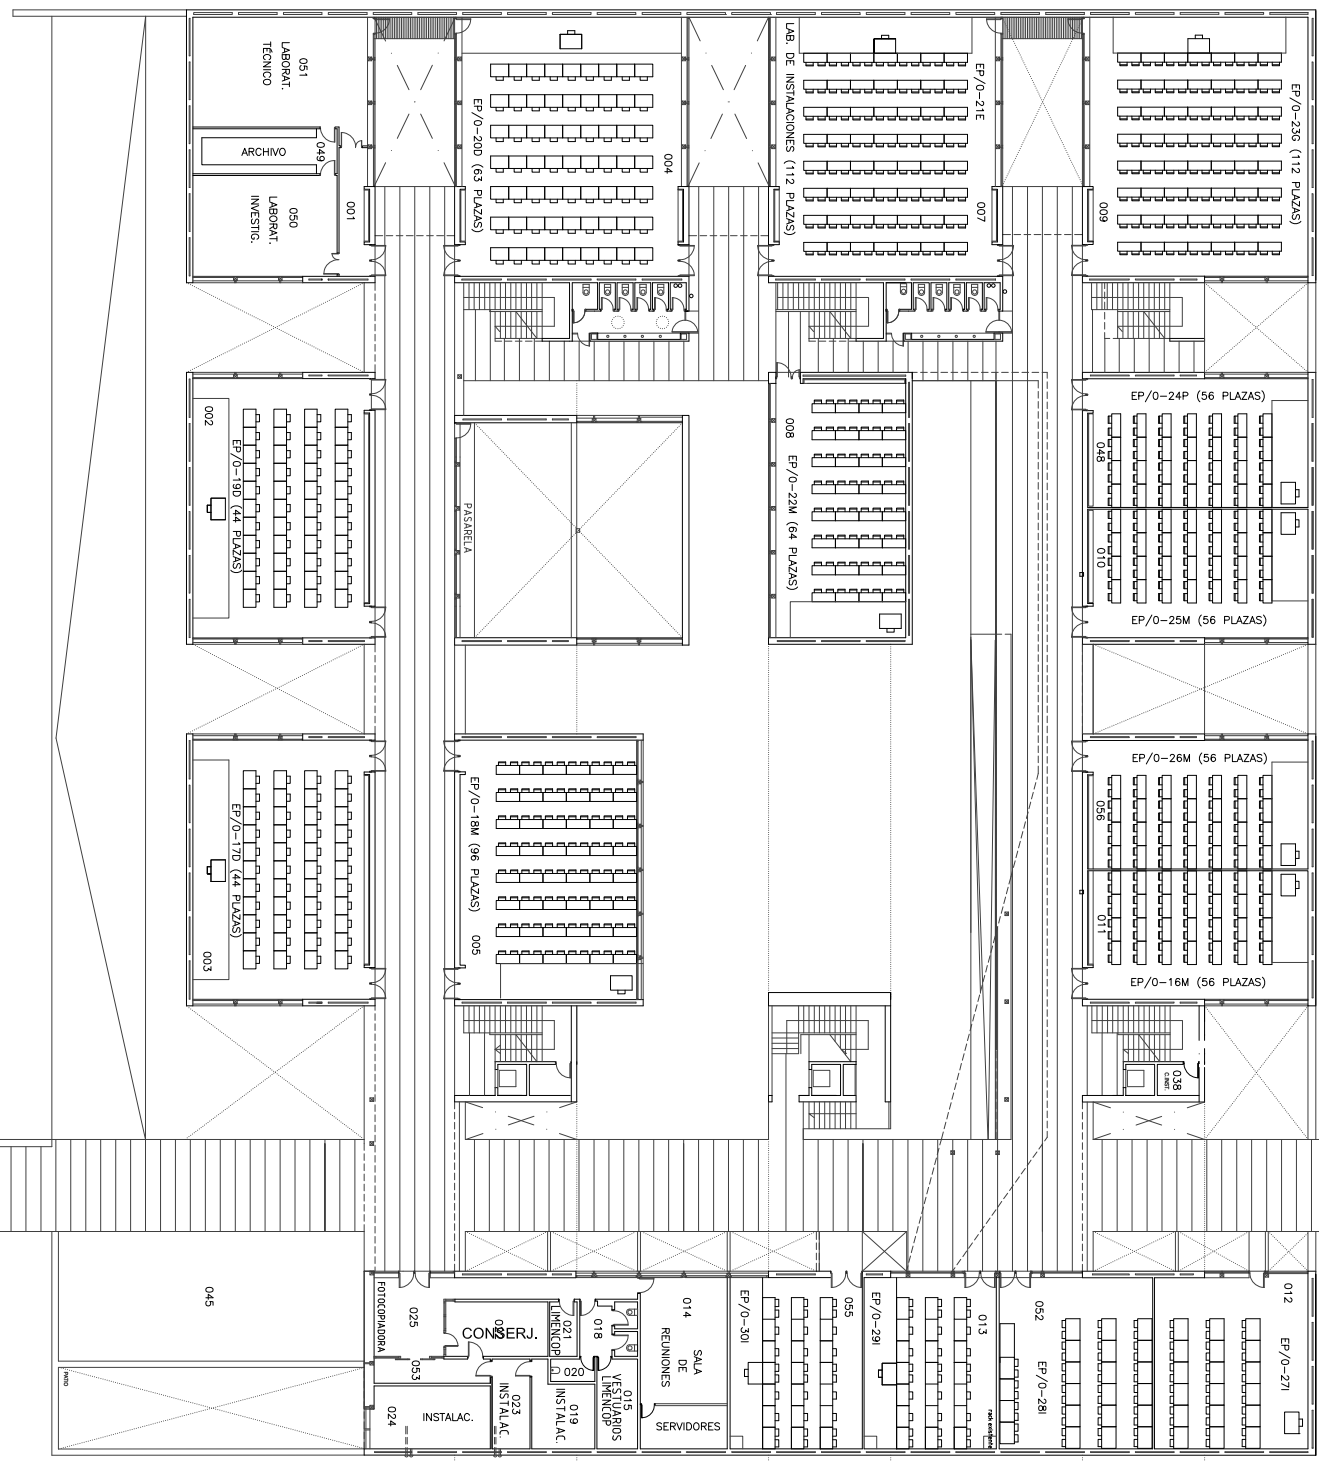 051
LABORAT.
TÉCNICO
049
ARCHIVO
050
LABORAT.
INVESTIG.
001
EP/0-20D (63 PLAZAS)
004
LAB. DE INSTALACIONES (112 PLAZAS)
EP/0-21E
007
EP/0-23G (112 PLAZAS)
009
002
EP/0-19D (44 PLAZAS)
PASARELA
008
EP/0-22M (64 PLAZAS)
EP/0-24P (56 PLAZAS)
048
010
EP/0-25M (56 PLAZAS)
EP/0-17D (44 PLAZAS)
003
EP/0-18M (96 PLAZAS)
005
EP/0-26M (56 PLAZAS)
056
011
EP/0-16M (56 PLAZAS)
038
C.INST.
045
PATIO
FOTOCOPIADORA
025
053
024
INSTALAC.
CONSERJ.
023
INSTALAC.
021
LIMENCOP
018
020
019
INSTALAC.
015
VESTUARIOS
LIMENCOP
014
SALA
DE
REUNIONES
SERVIDORES
EP/0-30I
055
EP/0-29I
013
rack existente
052
EP/0-28I
012
EP/0-27I